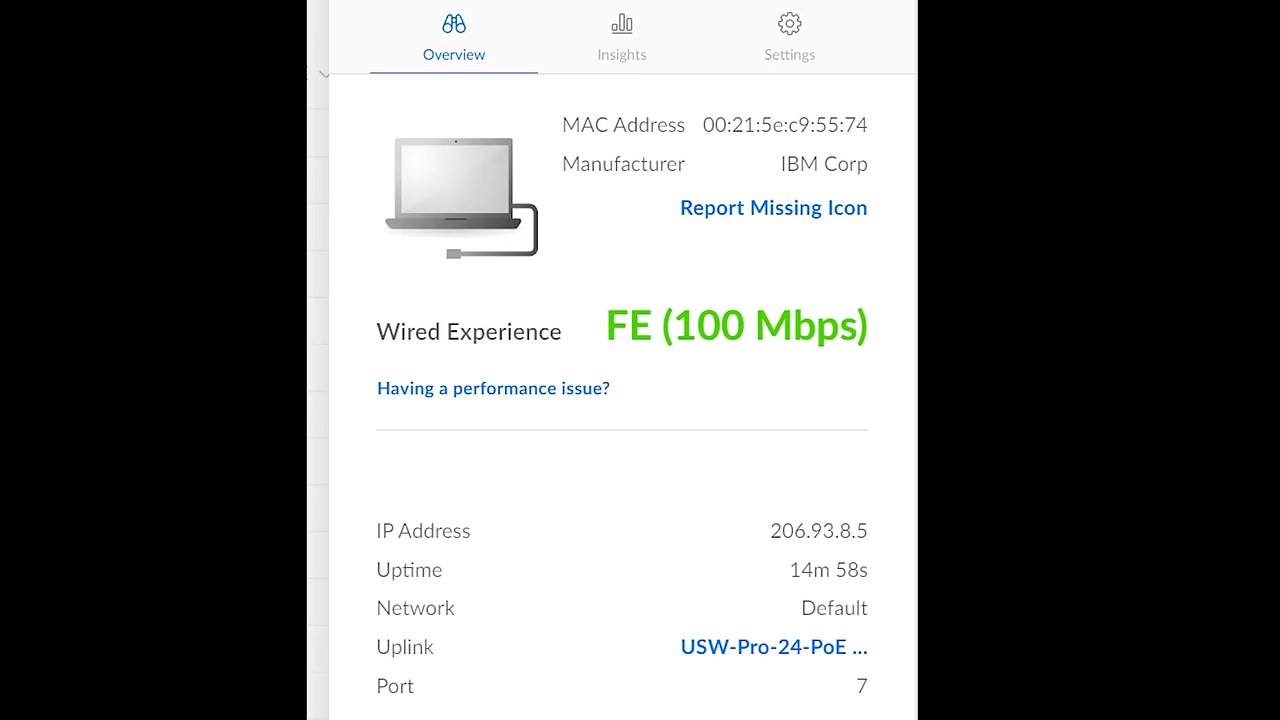 Overview Insights Settings
MAC Address 00:21:5e:c9:55:74
Manufacturer IBM Corp
Report Missing Icon
Wired Experience FE (100 Mbps)
Having a performance issue?
IP Address 206.93.8.5
Uptime 14m 58s
Network Default
Uplink USW-Pro-24-PoE ...
Port 7